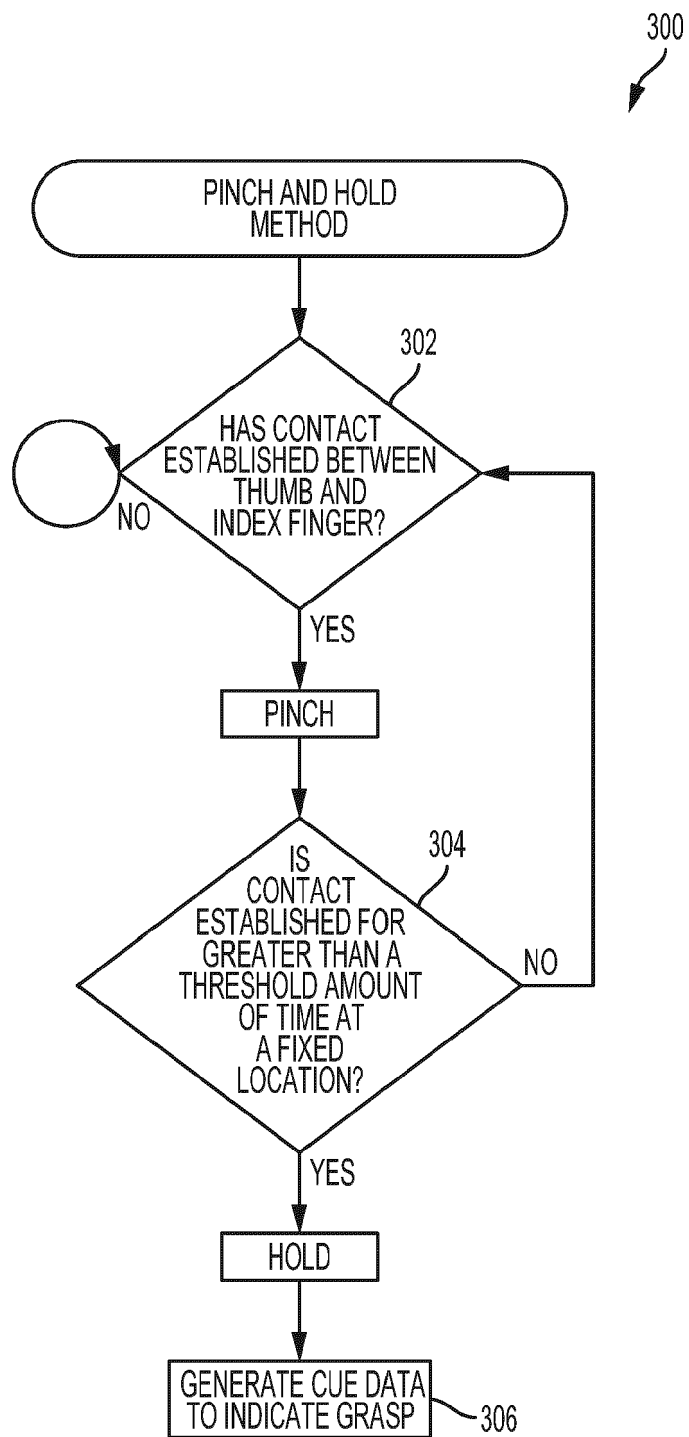 300
PINCH AND HOLD
METHOD
302
HAS CONTACT
ESTABLISHED BETWEEN
THUMB AND
INDEX FINGER?
NO
YES
PINCH
304
IS
CONTACT
ESTABLISHED FOR
GREATER THAN A
THRESHOLD AMOUNT
OF TIME AT
A FIXED
LOCATION?
NO
YES
HOLD
GENERATE CUE DATA
TO INDICATE GRASP
306